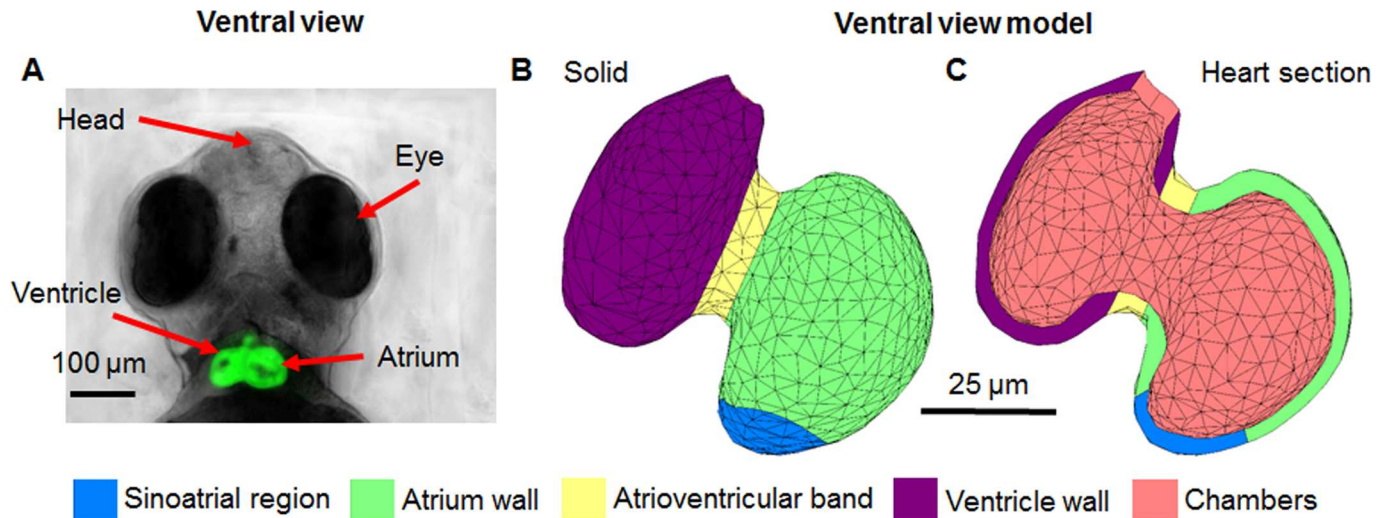 Ventral view
Ventral view model
A
B Solid
C Heart section
Head
Eye
Ventricle
Atrium
100 µm
25 µm
Sinoatrial region
Atrium wall
Atrioventricular band
Ventricle wall
Chambers